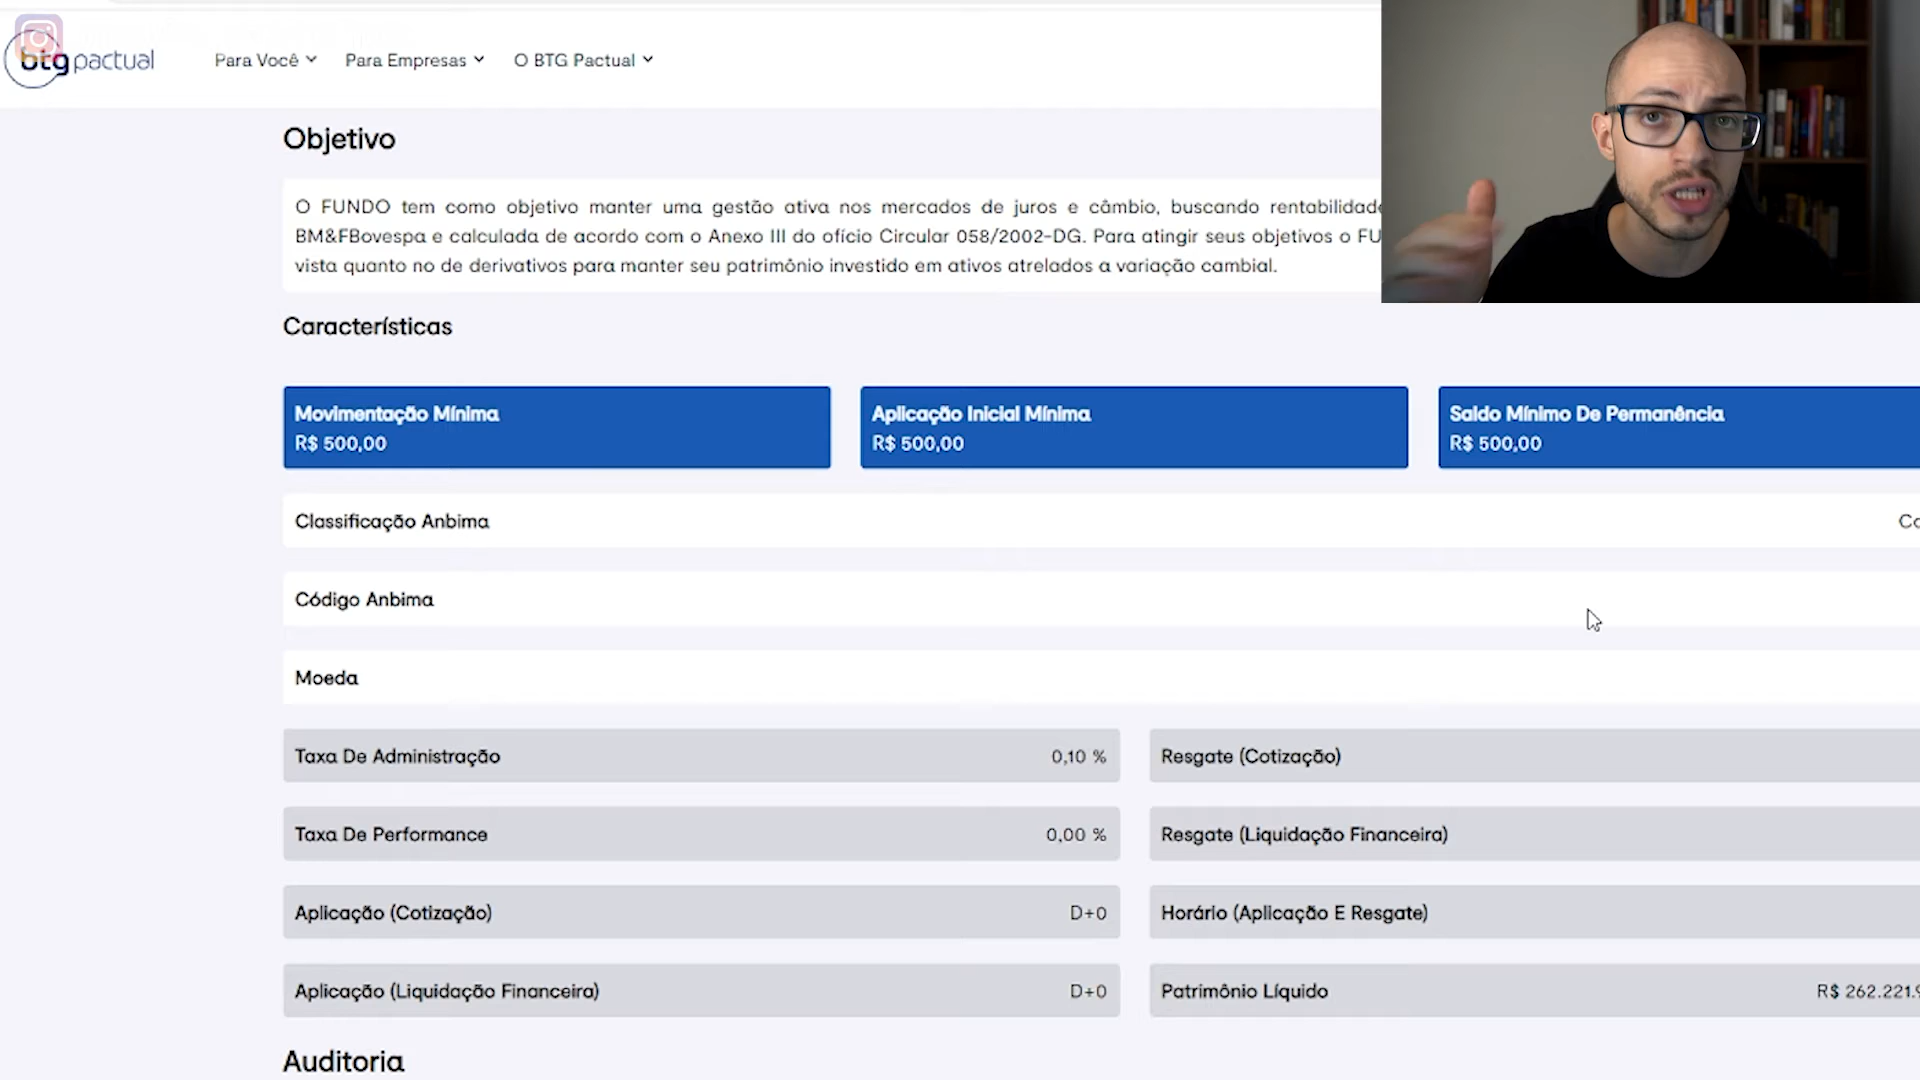 btg pactual
Para Você
Para Empresas
O BTG Pactual
Objetivo
O FUNDO tem como objetivo manter uma gestão ativa nos mercados de juros e câmbio, buscando rentabilidade
BM&FBovespa e calculada de acordo com o Anexo III do ofício Circular 058/2002-DG. Para atingir seus objetivos o FU
vista quanto no de derivativos para manter seu patrimônio investido em ativos atrelados a variação cambial.
Características
Movimentação Mínima
R$ 500,00
Aplicação Inicial Mínima
R$ 500,00
Saldo Mínimo De Permanência
R$ 500,00
Classificação Anbima
Código Anbima
Moeda
Taxa De Administração 0,10 %
Resgate (Cotização)
Taxa De Performance 0,00 %
Resgate (Liquidação Financeira)
Aplicação (Cotização) D+0
Horário (Aplicação E Resgate)
Aplicação (Liquidação Financeira) D+0
Patrimônio Líquido R$ 262.221.
Auditoria